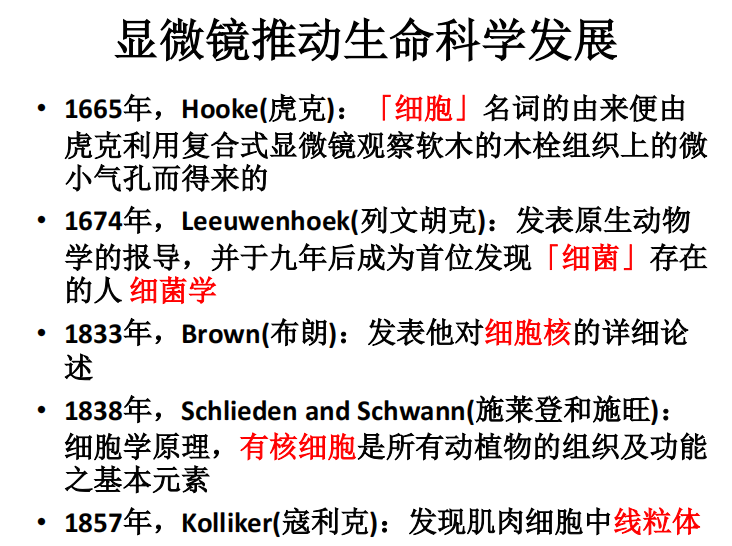 显微镜推动生命科学发展
• 1665年，Hooke(虎克)：「细胞」名词的由来便由
虎克利用复合式显微镜观察软木的木栓组织上的微
小气孔而得来的
• 1674年，Leeuwenhoek(列文胡克)：发表原生动物
学的报导，并于九年后成为首位发现「细菌」存在
的人 细菌学
• 1833年，Brown(布朗)：发表他对细胞核的详细论
述
• 1838年，Schlieden and Schwann(施莱登和施旺)：
细胞学原理，有核细胞是所有动植物的组织及功能
之基本元素
• 1857年，Kolliker(寇利克)：发现肌肉细胞中线粒体